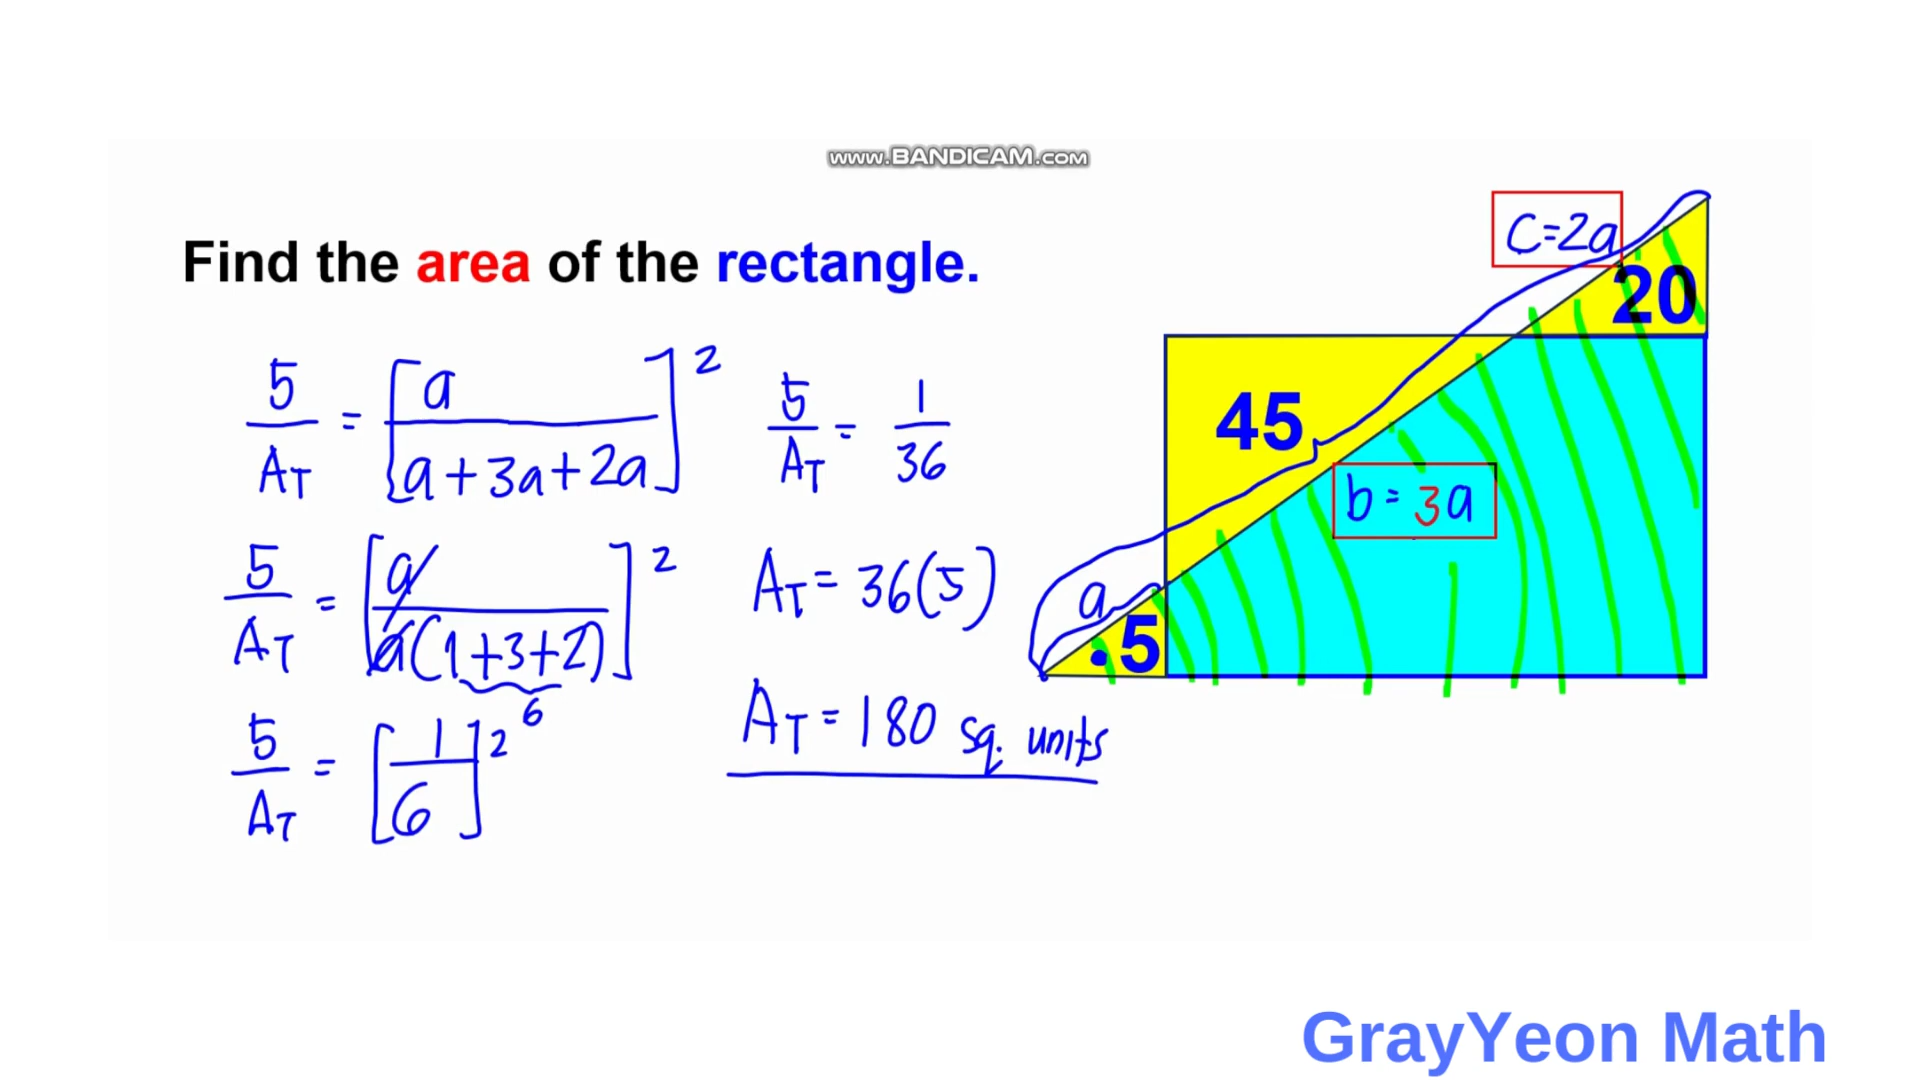 www.BANDICAM.com
Find the area of the rectangle.
5/A_T = [a/(a+3a+2a)]²
5/A_T = [a/(a(1+3+2))]²
6
5/A_T = [1/6]²
5/A_T = 1/36
A_T = 36(5)
A_T = 180 sq. units
C=2a
20
45
b=3a
a
5
GrayYeon Math